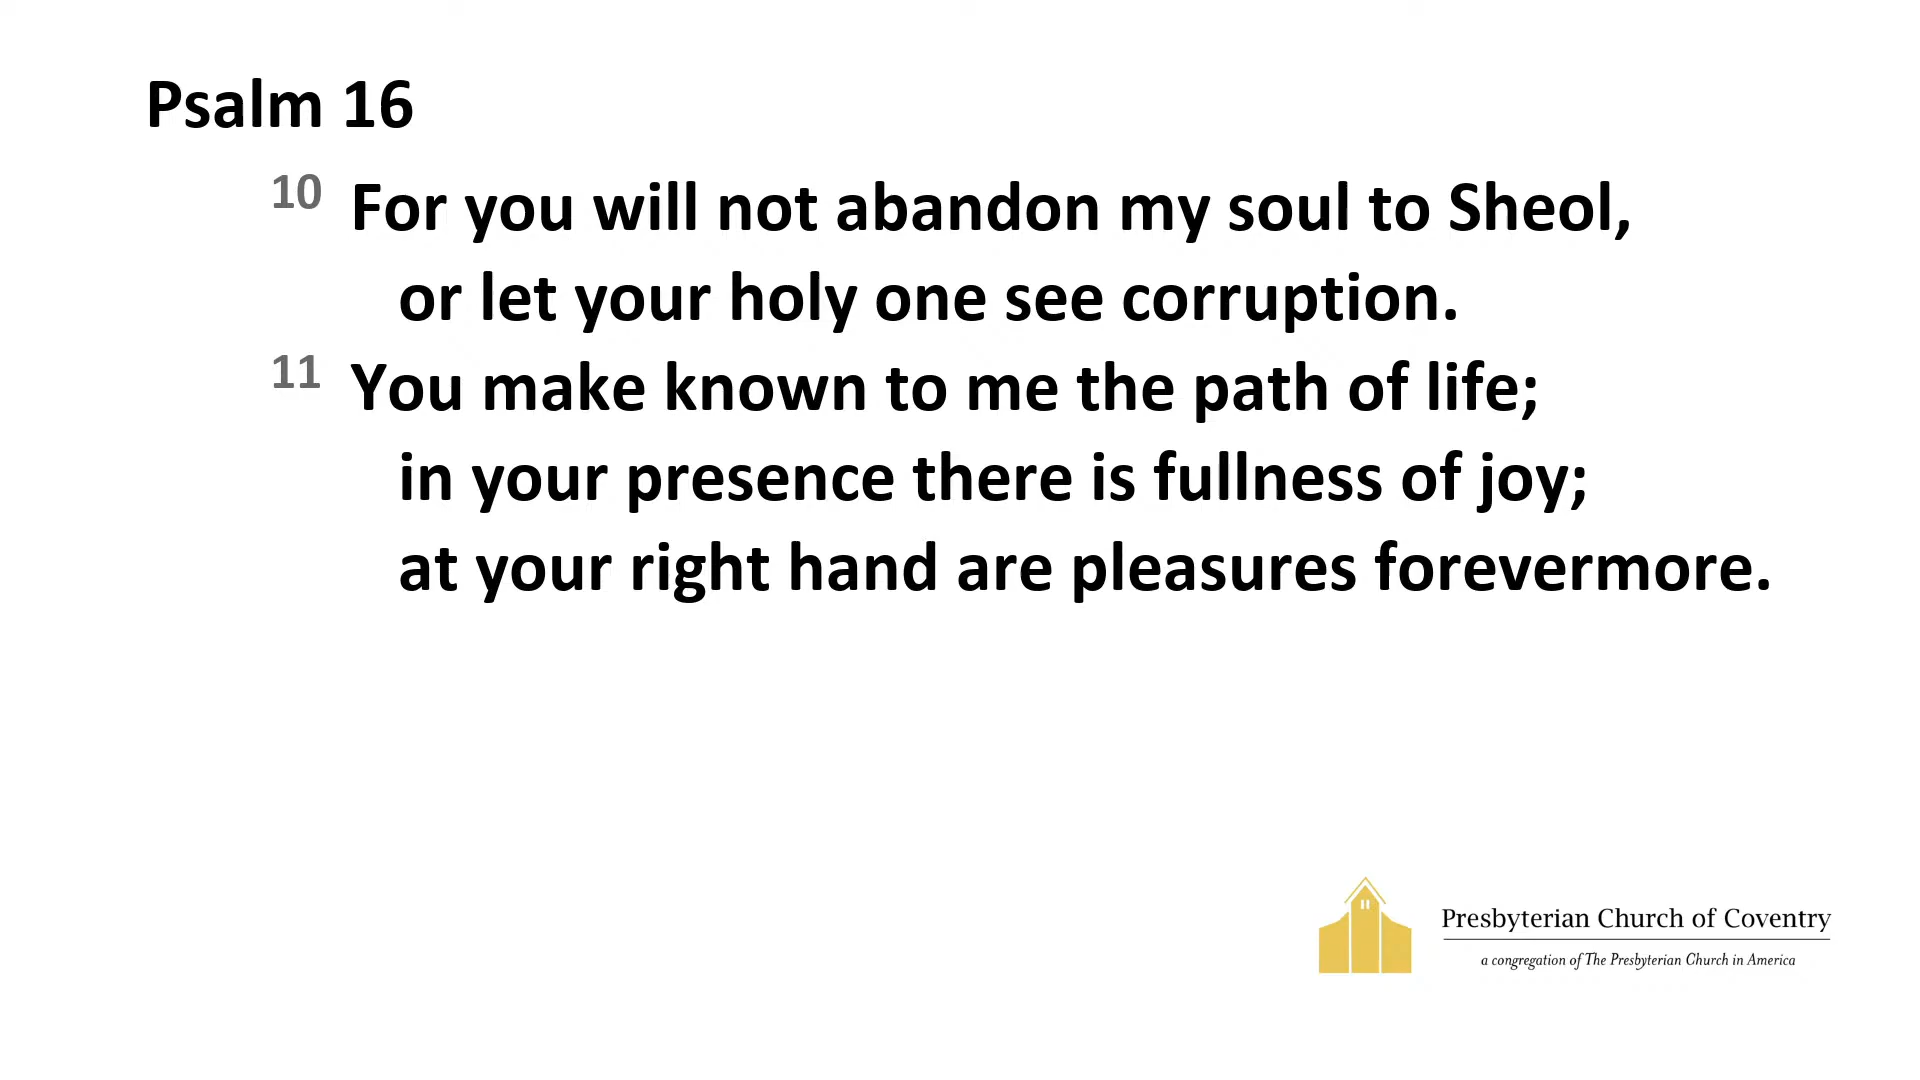 Psalm 16
10 For you will not abandon my soul to Sheol,
or let your holy one see corruption.
11 You make known to me the path of life;
in your presence there is fullness of joy;
at your right hand are pleasures forevermore.
Presbyterian Church of Coventry
a congregation of The Presbyterian Church in America